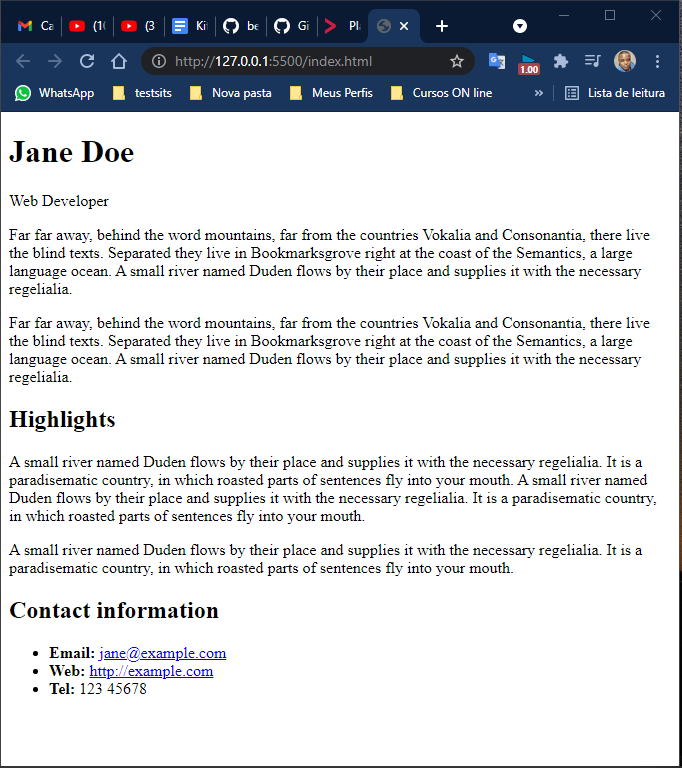 Ca (10 (3 Ki be Gi Pl
http://127.0.0.1:5500/index.html
1.00
WhatsApp testsits Nova pasta Meus Perfis Cursos ON line » Lista de leitura
Jane Doe
Web Developer
Far far away, behind the word mountains, far from the countries Vokalia and Consonantia, there live
the blind texts. Separated they live in Bookmarksgrove right at the coast of the Semantics, a large
language ocean. A small river named Duden flows by their place and supplies it with the necessary
regelialia.
Far far away, behind the word mountains, far from the countries Vokalia and Consonantia, there live
the blind texts. Separated they live in Bookmarksgrove right at the coast of the Semantics, a large
language ocean. A small river named Duden flows by their place and supplies it with the necessary
regelialia.
Highlights
A small river named Duden flows by their place and supplies it with the necessary regelialia. It is a
paradisematic country, in which roasted parts of sentences fly into your mouth. A small river named
Duden flows by their place and supplies it with the necessary regelialia. It is a paradisematic country,
in which roasted parts of sentences fly into your mouth.
A small river named Duden flows by their place and supplies it with the necessary regelialia. It is a
paradisematic country, in which roasted parts of sentences fly into your mouth.
Contact information
• Email: jane@example.com
• Web: http://example.com
• Tel: 123 45678